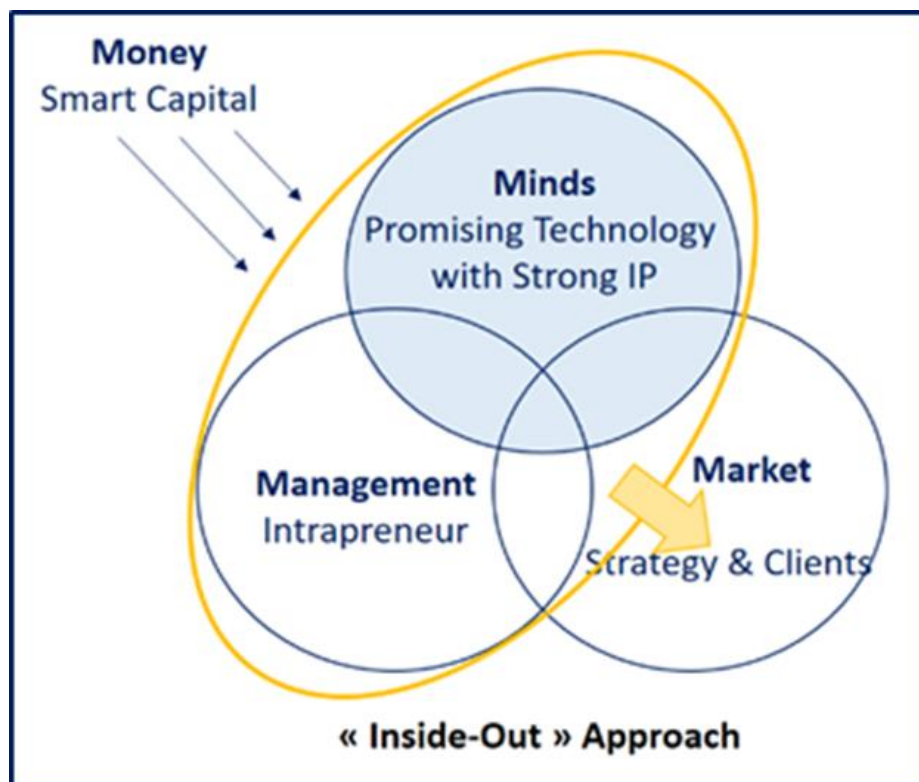 Money
Smart Capital
Minds
Promising Technology
with Strong IP
Management
Intrapreneur
Market
Strategy & Clients
« Inside-Out » Approach